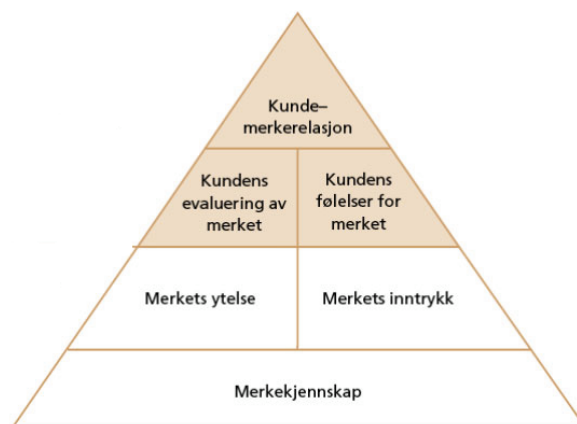 Kunde–
merkerelasjon
Kundens
evaluering av
merket
Kundens
følelser for
merket
Merkets ytelse
Merkets inntrykk
Merkekjennskap